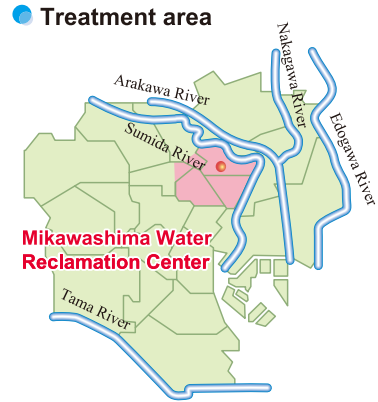 Treatment area
Nakagawa River
Arakawa River
Edogawa River
Sumida River
Mikawashima Water
Reclamation Center
Tama River